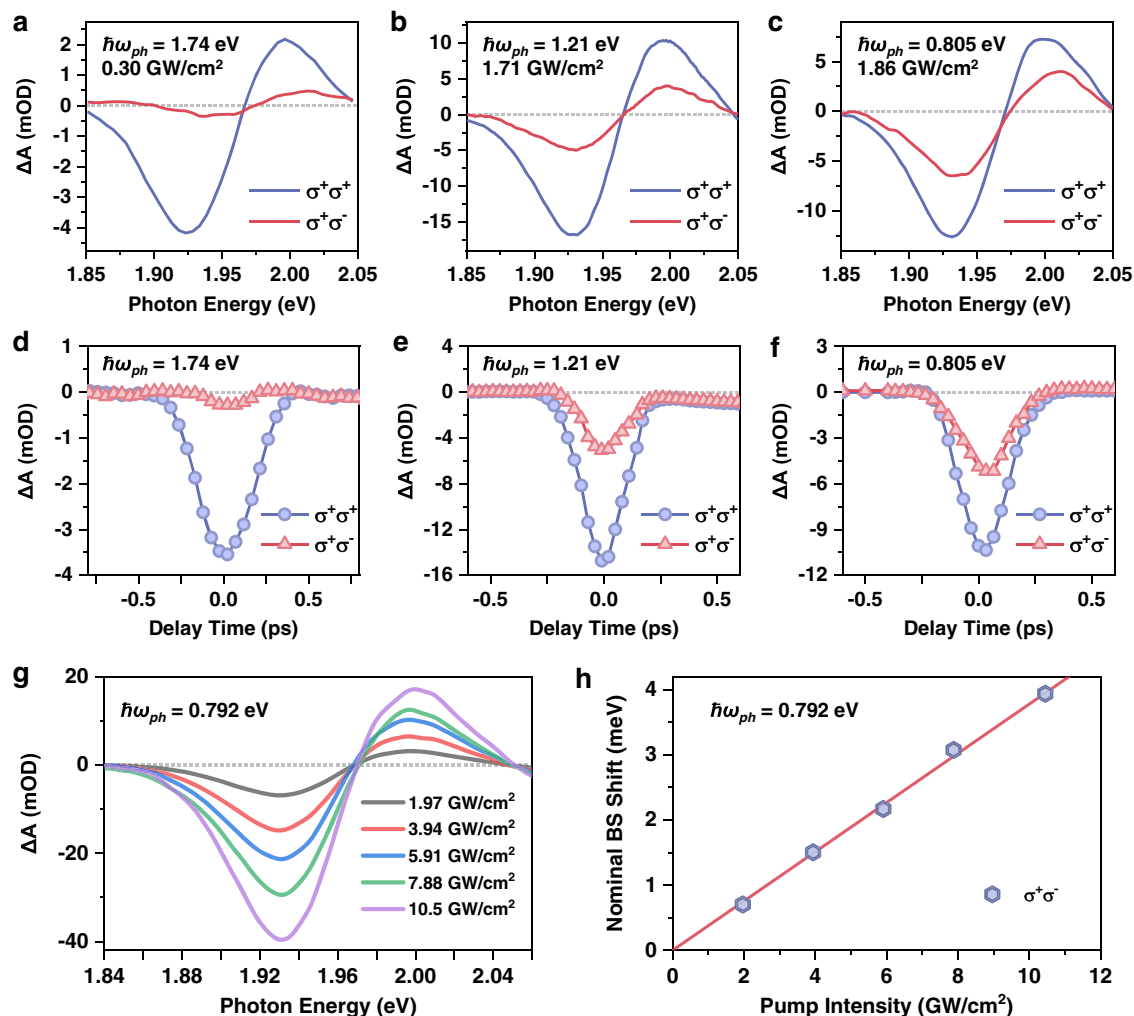 a
ħω_ph = 1.74 eV
0.30 GW/cm²
ΔA (mOD)
2
1
0
-1
-2
-3
-4
σ⁺σ⁺
σ⁺σ⁻
1.85 1.90 1.95 2.00 2.05
Photon Energy (eV)
b
ħω_ph = 1.21 eV
1.71 GW/cm²
ΔA (mOD)
10
5
0
-5
-10
-15
σ⁺σ⁺
σ⁺σ⁻
1.85 1.90 1.95 2.00 2.05
Photon Energy (eV)
c
ħω_ph = 0.805 eV
1.86 GW/cm²
ΔA (mOD)
5
0
-5
-10
σ⁺σ⁺
σ⁺σ⁻
1.85 1.90 1.95 2.00 2.05
Photon Energy (eV)
d
ħω_ph = 1.74 eV
ΔA (mOD)
1
0
-1
-2
-3
-4
σ⁺σ⁺
σ⁺σ⁻
-0.5 0.0 0.5
Delay Time (ps)
e
ħω_ph = 1.21 eV
ΔA (mOD)
4
0
-4
-8
-12
-16
σ⁺σ⁺
σ⁺σ⁻
-0.5 0.0 0.5
Delay Time (ps)
f
ħω_ph = 0.805 eV
ΔA (mOD)
3
0
-3
-6
-9
-12
σ⁺σ⁺
σ⁺σ⁻
-0.5 0.0 0.5
Delay Time (ps)
g
ħω_ph = 0.792 eV
ΔA (mOD)
20
0
-20
-40
1.97 GW/cm²
3.94 GW/cm²
5.91 GW/cm²
7.88 GW/cm²
10.5 GW/cm²
1.84 1.88 1.92 1.96 2.00 2.04
Photon Energy (eV)
h
ħω_ph = 0.792 eV
Nominal BS Shift (meV)
4
3
2
1
0
σ⁺σ⁻
0 2 4 6 8 10 12
Pump Intensity (GW/cm²)